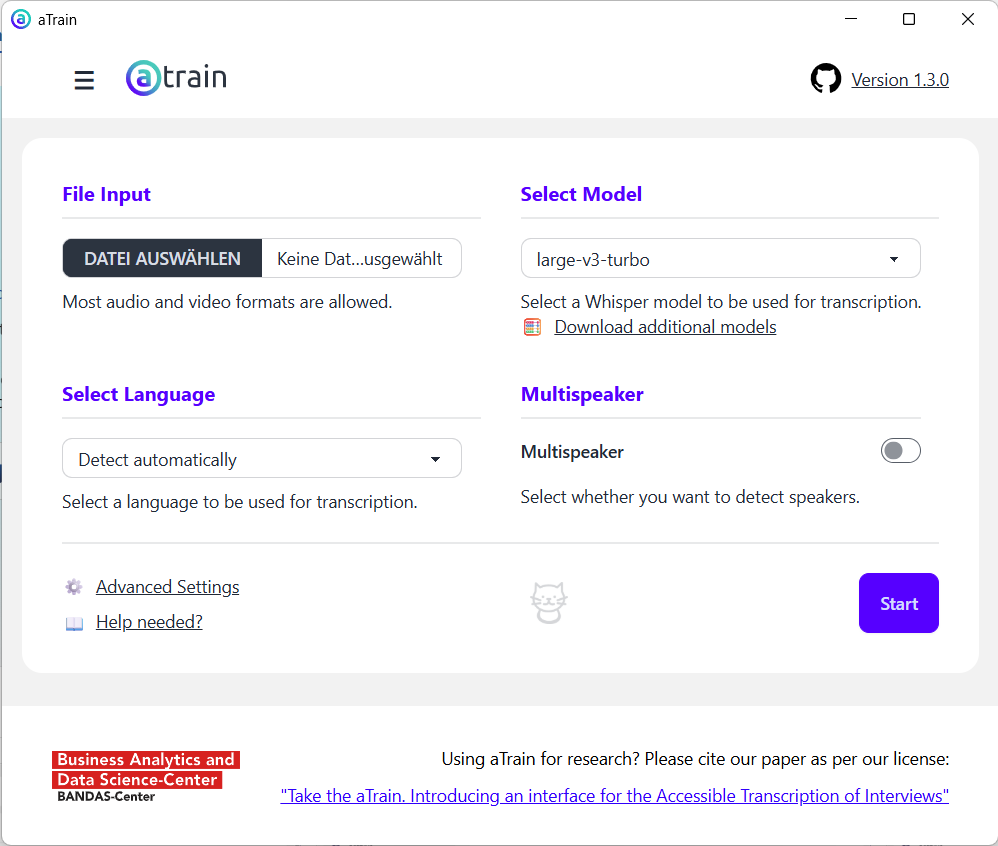 aTrain
atrain
Version 1.3.0
File Input
DATEI AUSWÄHLEN Keine Dat...usgewählt
Most audio and video formats are allowed.
Select Model
large-v3-turbo
Select a Whisper model to be used for transcription.
Download additional models
Select Language
Detect automatically
Select a language to be used for transcription.
Multispeaker
Multispeaker
Select whether you want to detect speakers.
Advanced Settings
Help needed?
Start
Business Analytics and
Data Science-Center
BANDAS-Center
Using aTrain for research? Please cite our paper as per our license:
"Take the aTrain. Introducing an interface for the Accessible Transcription of Interviews"